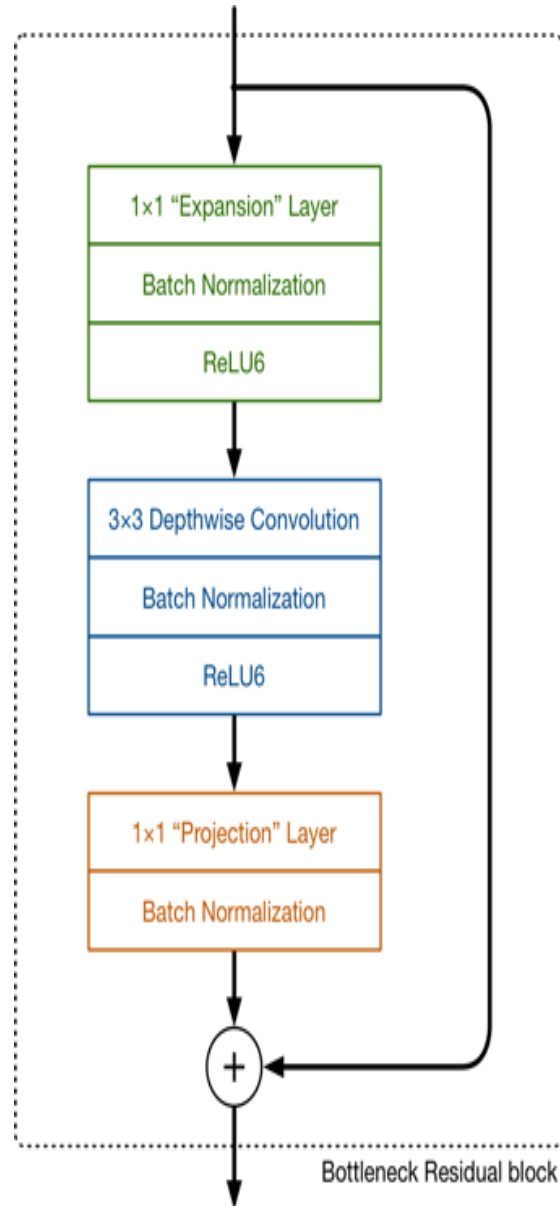 1×1 “Expansion” Layer
Batch Normalization
ReLU6
3×3 Depthwise Convolution
Batch Normalization
ReLU6
1×1 “Projection” Layer
Batch Normalization
+
Bottleneck Residual block